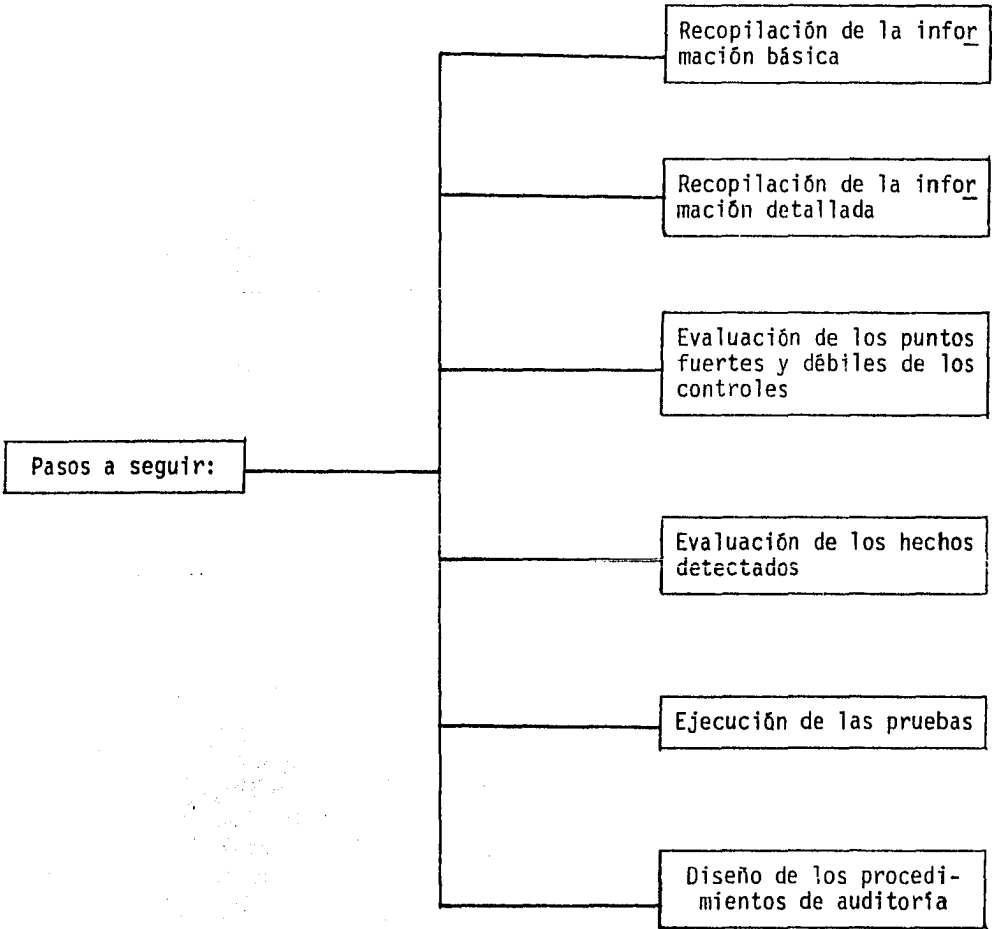 Recopilación de la infor
mación básica
Recopilación de la infor
mación detallada
Evaluación de los puntos
fuertes y débiles de los
controles
Pasos a seguir:
Evaluación de los hechos
detectados
Ejecución de las pruebas
Diseño de los procedi-
mientos de auditoría